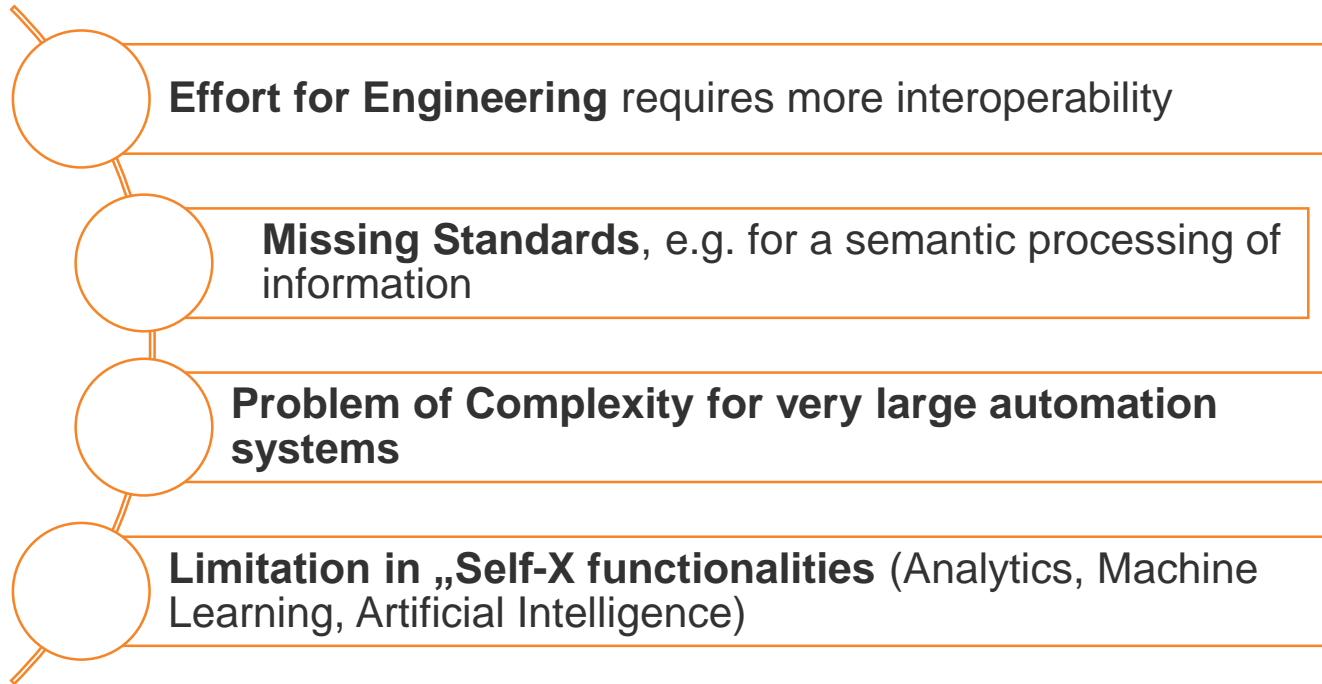 Effort for Engineering requires more interoperability
Missing Standards, e.g. for a semantic processing of
information
Problem of Complexity for very large automation
systems
Limitation in „Self-X functionalities (Analytics, Machine
Learning, Artificial Intelligence)